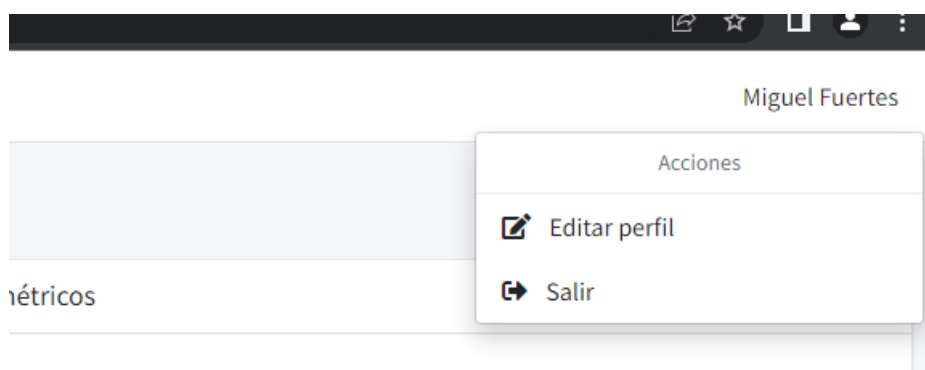 Miguel Fuertes
Acciones
Editar perfil
Salir
étricos